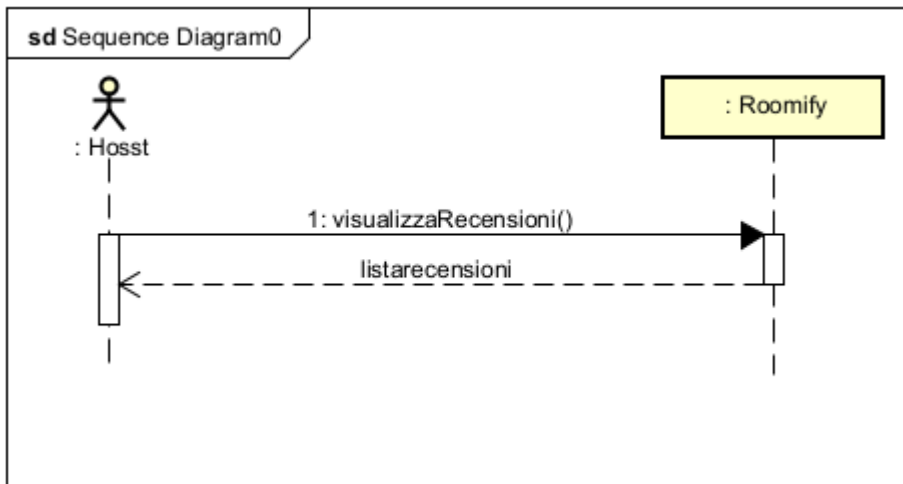 sd Sequence Diagram0
: Hosst
: Roomify
1: visualizzaRecensioni()
listarecensioni